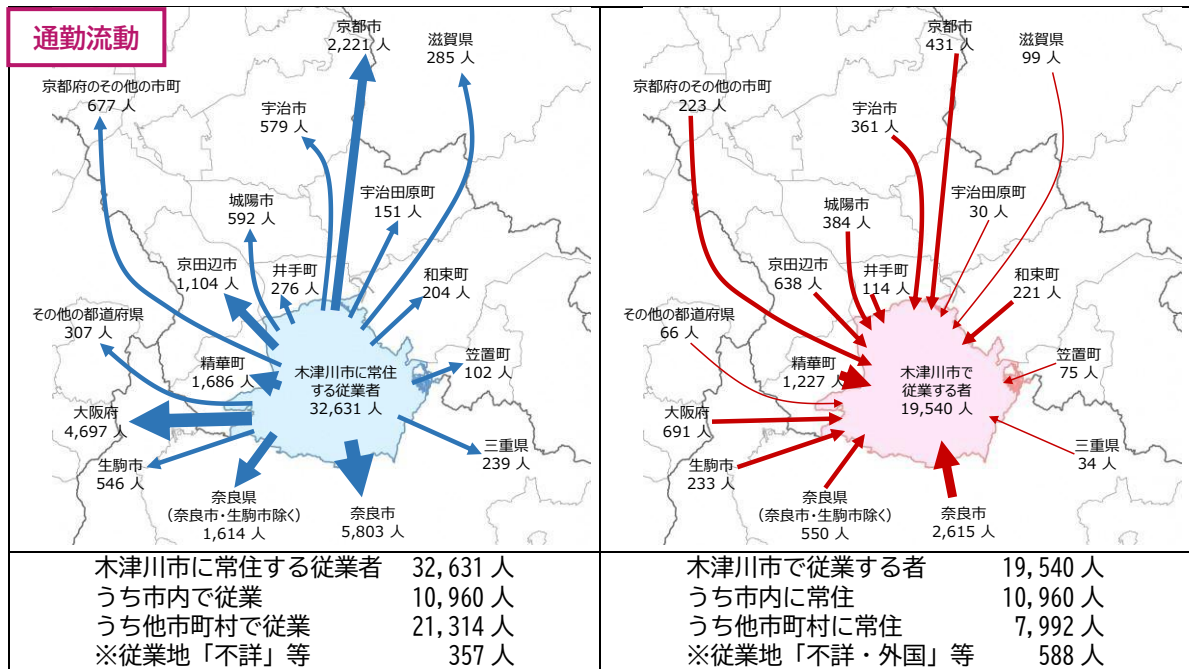 通勤流動
京都市
2,221 人
滋賀県
285 人
京都府のその他の市町
677 人
宇治市
579 人
城陽市
592 人
宇治田原町
151 人
京田辺市
1,104 人
井手町
276 人
和束町
204 人
その他の都道府県
307 人
精華町
1,686 人
木津川市に常住
する従業者
32,631 人
笠置町
102 人
大阪府
4,697 人
三重県
239 人
生駒市
546 人
奈良県
（奈良市・生駒市除く）
1,614 人
奈良市
5,803 人
木津川市に常住する従業者 32,631 人
うち市内で従業 10,960 人
うち他市町村で従業 21,314 人
※従業地「不詳」等 357 人
京都市
431 人
滋賀県
99 人
京都府のその他の市町
223 人
宇治市
361 人
城陽市
384 人
宇治田原町
30 人
京田辺市
638 人
井手町
114 人
和束町
221 人
その他の都道府県
66 人
精華町
1,227 人
木津川市で
従業する者
19,540 人
笠置町
75 人
大阪府
691 人
三重県
34 人
生駒市
233 人
奈良県
（奈良市・生駒市除く）
550 人
奈良市
2,615 人
木津川市で従業する者 19,540 人
うち市内に常住 10,960 人
うち他市町村に常住 7,992 人
※従業地「不詳・外国」等 588 人